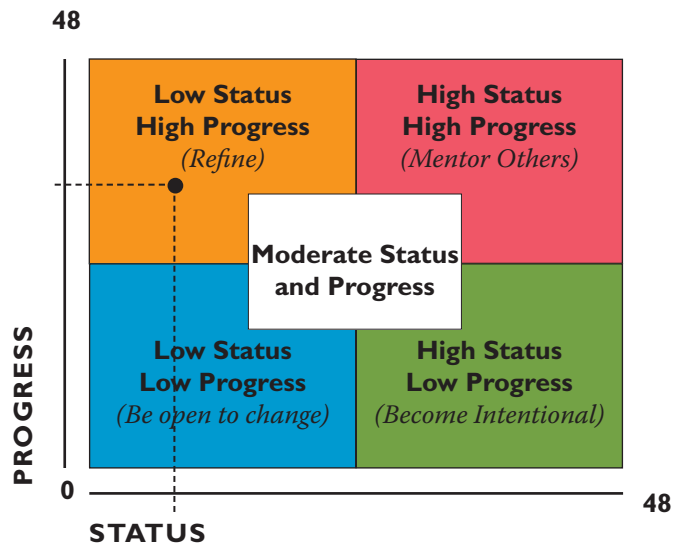 48
Low Status
High Progress
(Refine)
High Status
High Progress
(Mentor Others)
Moderate Status
and Progress
Low Status
Low Progress
(Be open to change)
High Status
Low Progress
(Become Intentional)
PROGRESS
0
48
STATUS